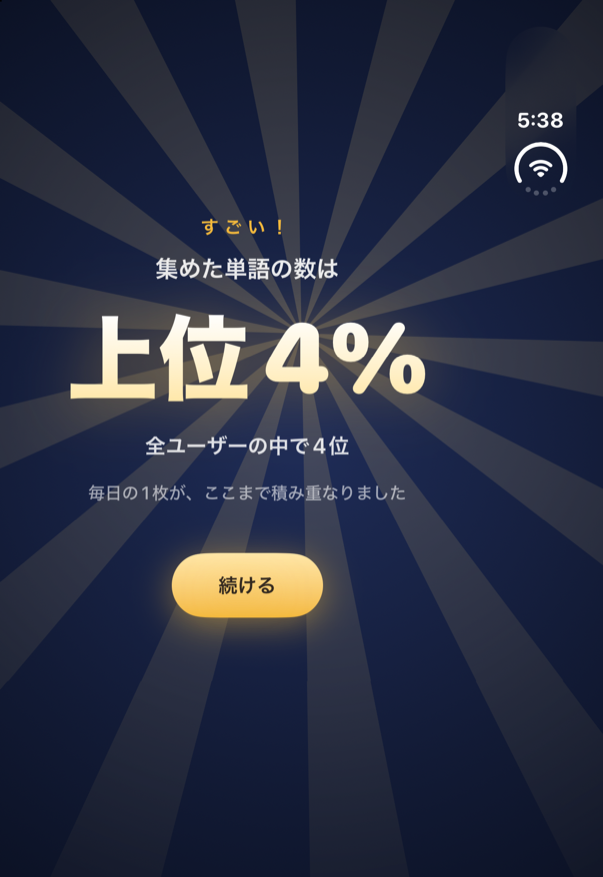 5:38
すごい！
集めた単語の数は
上位4%
全ユーザーの中で4位
毎日の1枚が、ここまで積み重なりました
続ける